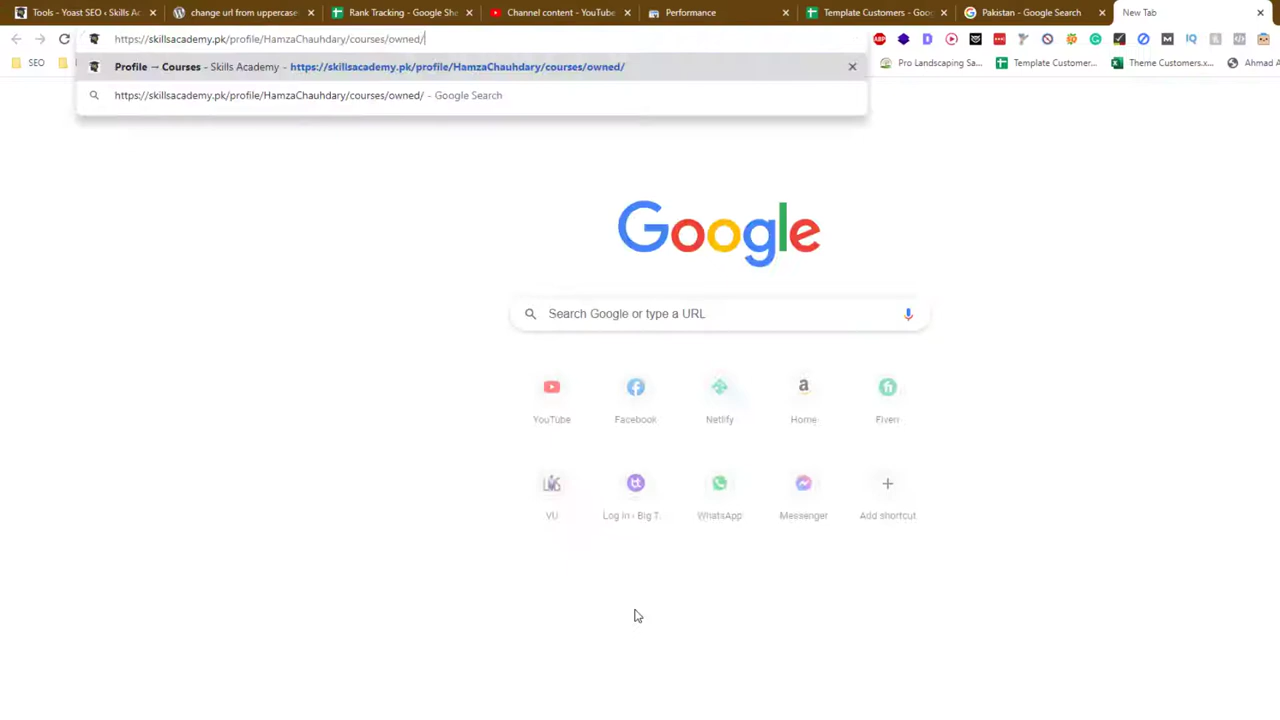 Tools - Yoast SEO ‹ Skills Ac
change url from uppercase
Rank Tracking - Google She
Channel content - YouTube
Performance
Template Customers - Goo
Pakistan - Google Search
New Tab
https://skillsacademy.pk/profile/HamzaChauhdary/courses/owned/
SEO
Profile → Courses - Skills Academy - https://skillsacademy.pk/profile/HamzaChauhdary/courses/owned/
Pro Landscaping Sa...
Template Customer...
Theme Customers.x...
Ahmad A
https://skillsacademy.pk/profile/HamzaChauhdary/courses/owned/ - Google Search
Google
Search Google or type a URL
YouTube
Facebook
Netlify
Home
Fiverr
VU
Log In ‹ Big T...
WhatsApp
Messenger
Add shortcut